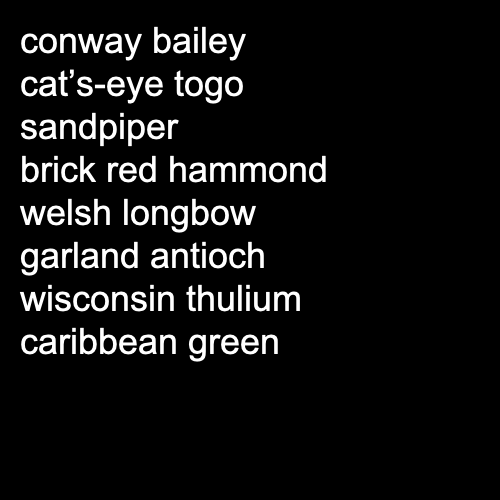 conway bailey
cat’s-eye togo
sandpiper
brick red hammond
welsh longbow
garland antioch
wisconsin thulium
caribbean green